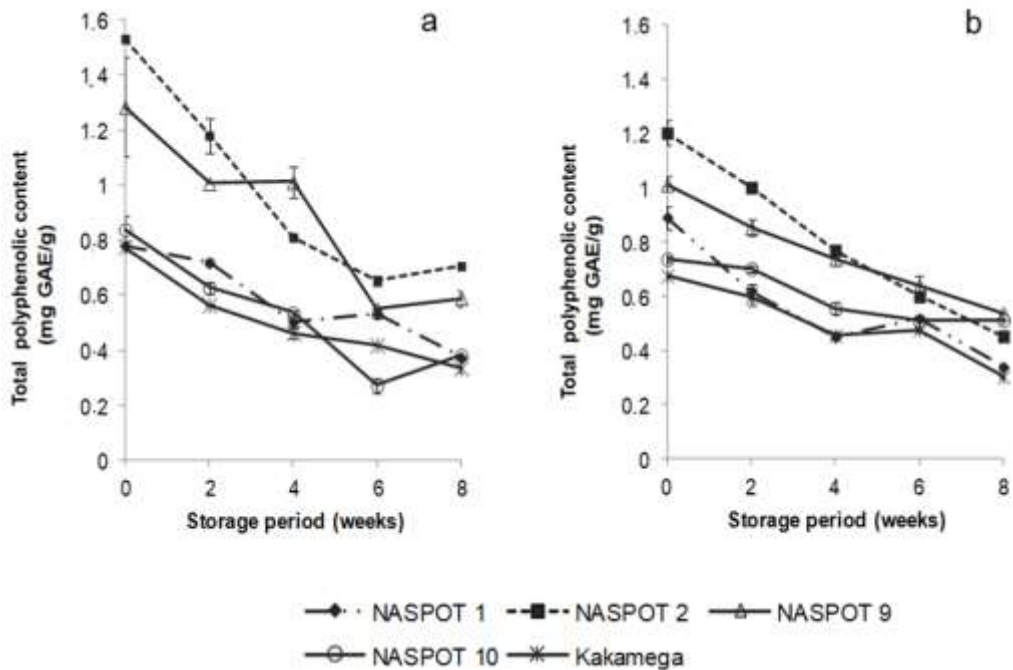 a
1.6
1.4
1.2
1
0.8
0.6
0.4
0.2
0
Total polyphenolic content
(mg GAE/g)
0 2 4 6 8
Storage period (weeks)
b
1.6
1.4
1.2
1
0.8
0.6
0.4
0.2
0
Total polyphenolic content
(mg GAE/g)
0 2 4 6 8
Storage period (weeks)
NASPOT 1 NASPOT 2 NASPOT 9
NASPOT 10 Kakamega